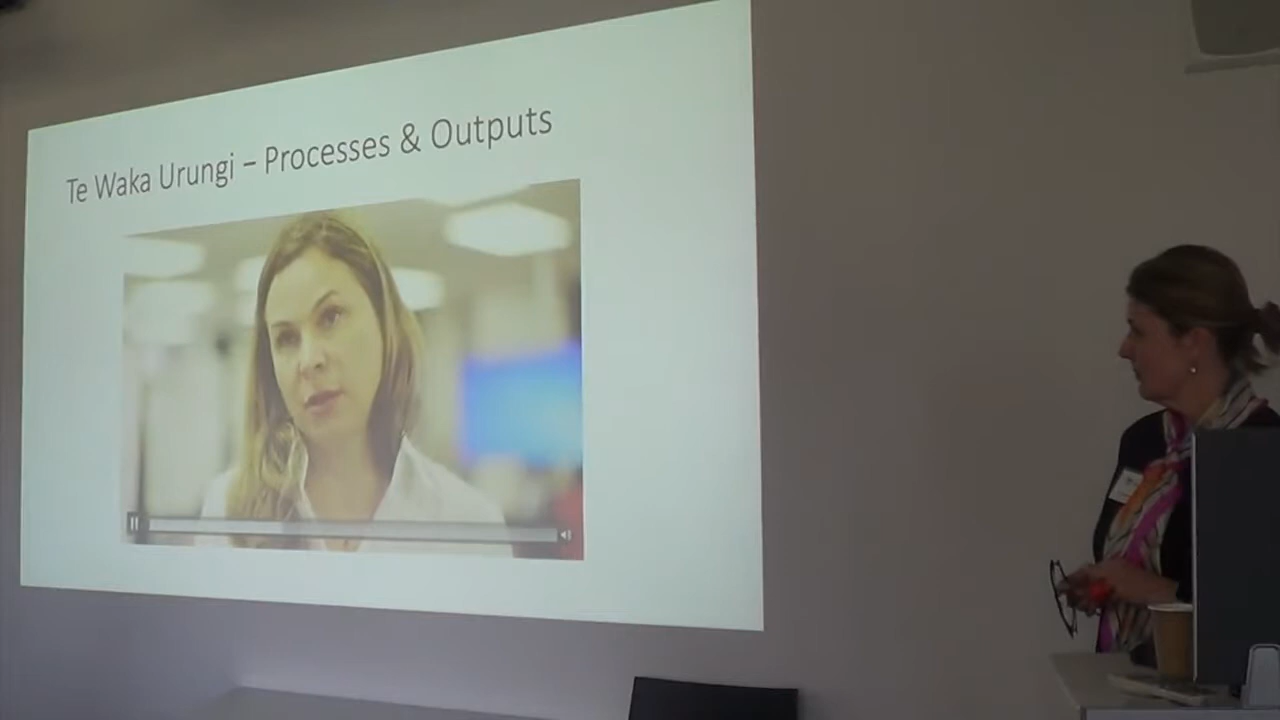 Te Waka Urungi – Processes & Outputs